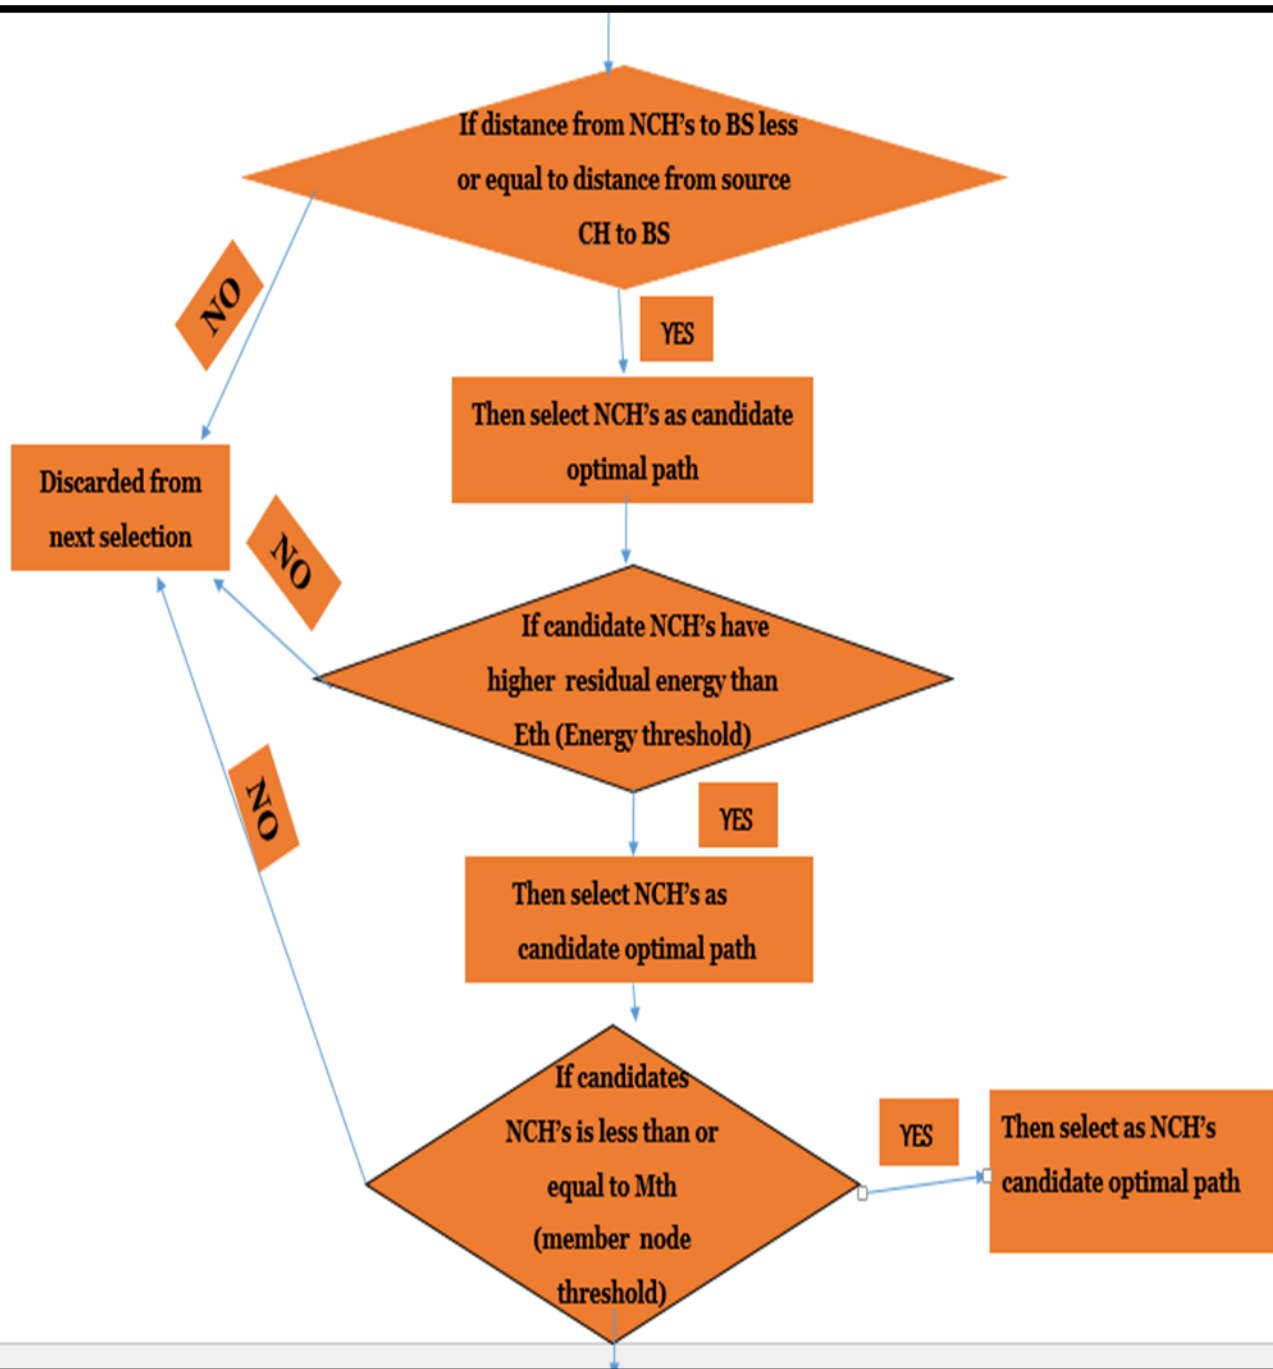 If distance from NCH's to BS less
or equal to distance from source
CH to BS
NO
YES
Then select NCH's as candidate
optimal path
Discarded from
next selection
NO
If candidate NCH's have
higher residual energy than
Eth (Energy threshold)
YES
NO
Then select NCH's as
candidate optimal path
If candidates
NCH's is less than or
equal to Mth
(member node
threshold)
YES
Then select as NCH's
candidate optimal path